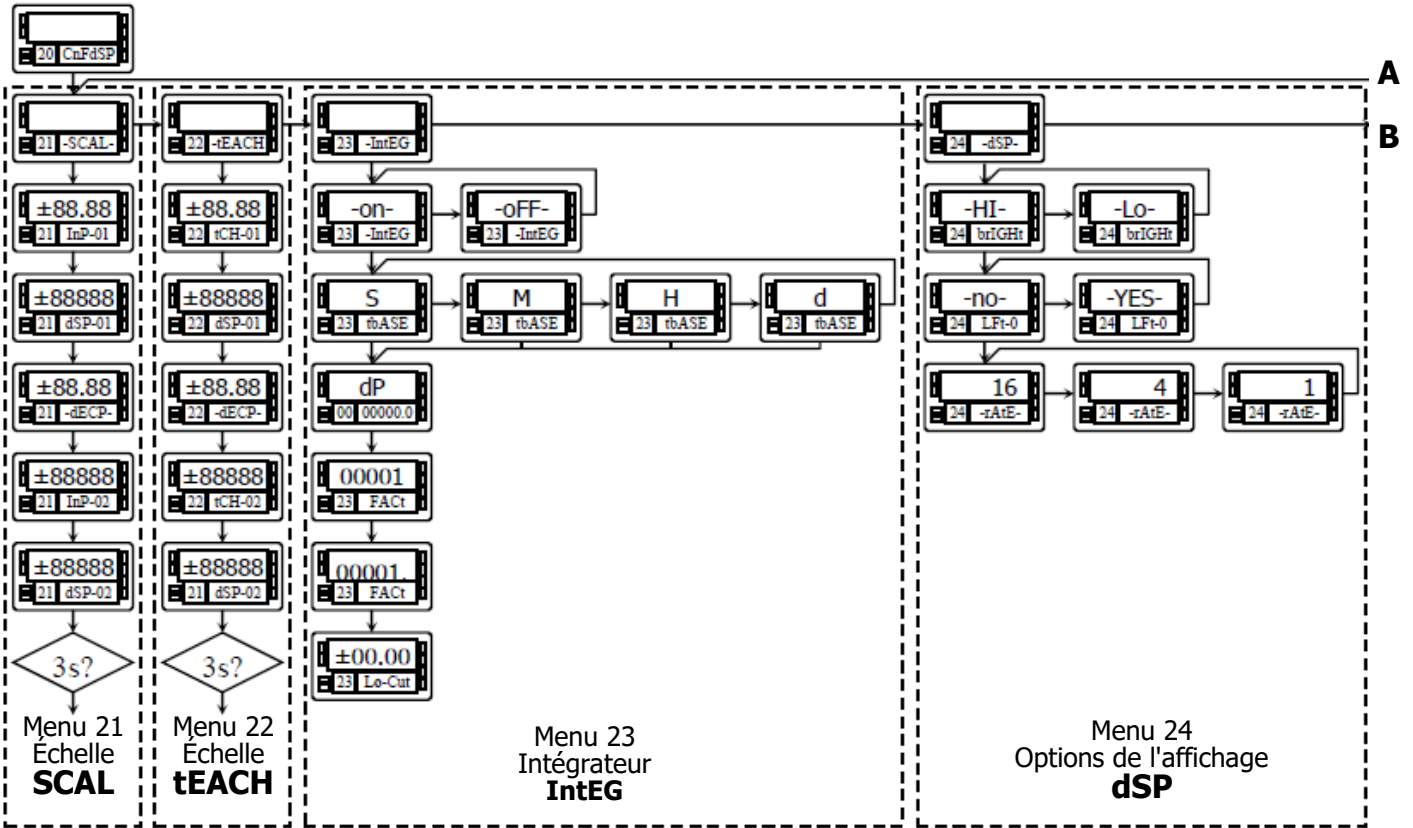 20 CnFdSP
A
B
21 -SCAL-
22 -tEACH
23 -IntEG
24 -dSP-
±88.88
21 InP-01
±88.88
22 tCH-01
-on-
23 -IntEG
-oFF-
23 -IntEG
-HI-
24 brIGHt
-Lo-
24 brIGHt
±88888
21 dSP-01
±88888
22 dSP-01
S
23 tbASE
M
23 tbASE
H
23 tbASE
d
23 tbASE
-no-
24 LFt-0
-YES-
24 LFt-0
±88.88
21 -dECP-
±88.88
22 -dECP-
dP
00 00000.0
16
24 -rAtE-
4
24 -rAtE-
1
24 -rAtE-
±88888
21 InP-02
±88888
22 tCH-02
00001
23 FACt
±88888
21 dSP-02
±88888
21 dSP-02
00001.
23 FACt
3s?
3s?
±00.00
23 Lo-Cut
Menu 21
Échelle
SCAL
Menu 22
Échelle
tEACH
Menu 23
Intégrateur
IntEG
Menu 24
Options de l'affichage
dSP